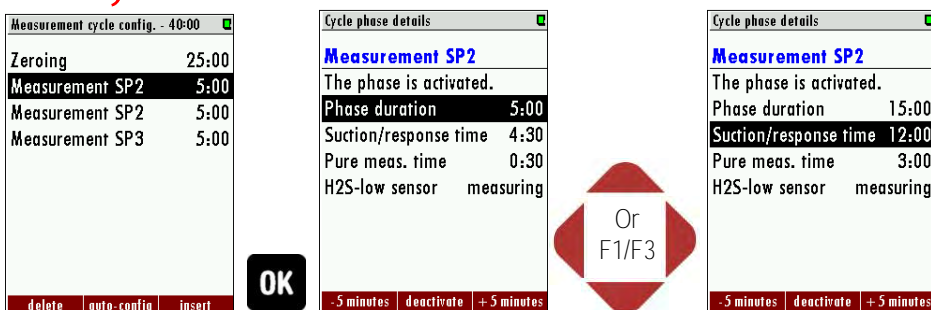 Measurement cycle config. - 40:00
Zeroing 25:00
Measurement SP2 5:00
Measurement SP2 5:00
Measurement SP3 5:00
delete auto-config insert
OK
Cycle phase details
Measurement SP2
The phase is activated.
Phase duration 5:00
Suction/response time 4:30
Pure meas. time 0:30
H2S-low sensor measuring
-5 minutes deactivate +5 minutes
Or
F1/F3
Cycle phase details
Measurement SP2
The phase is activated.
Phase duration 15:00
Suction/response time 12:00
Pure meas. time 3:00
H2S-low sensor measuring
-5 minutes deactivate +5 minutes